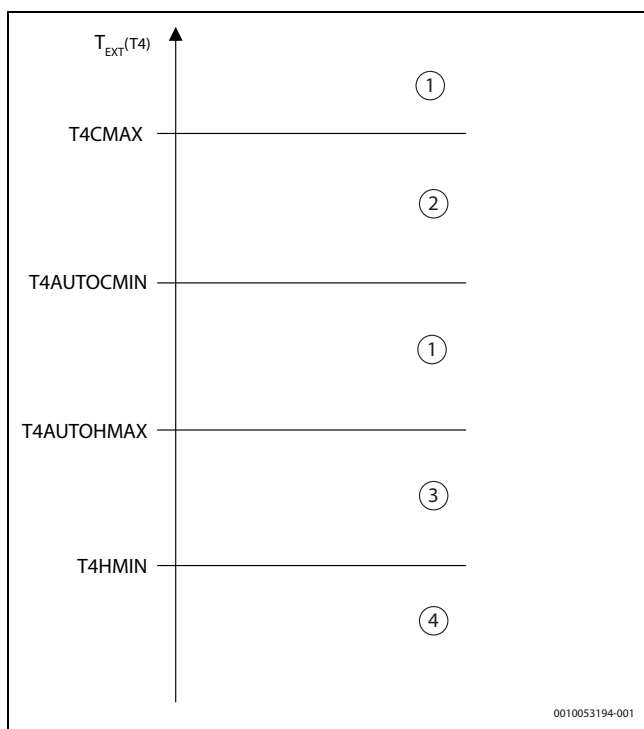 T_EXT(T4)
①
T4CMAX
②
T4AUTOCMIN
①
T4AUTOHMAX
③
T4HMIN
④
0010053194-001